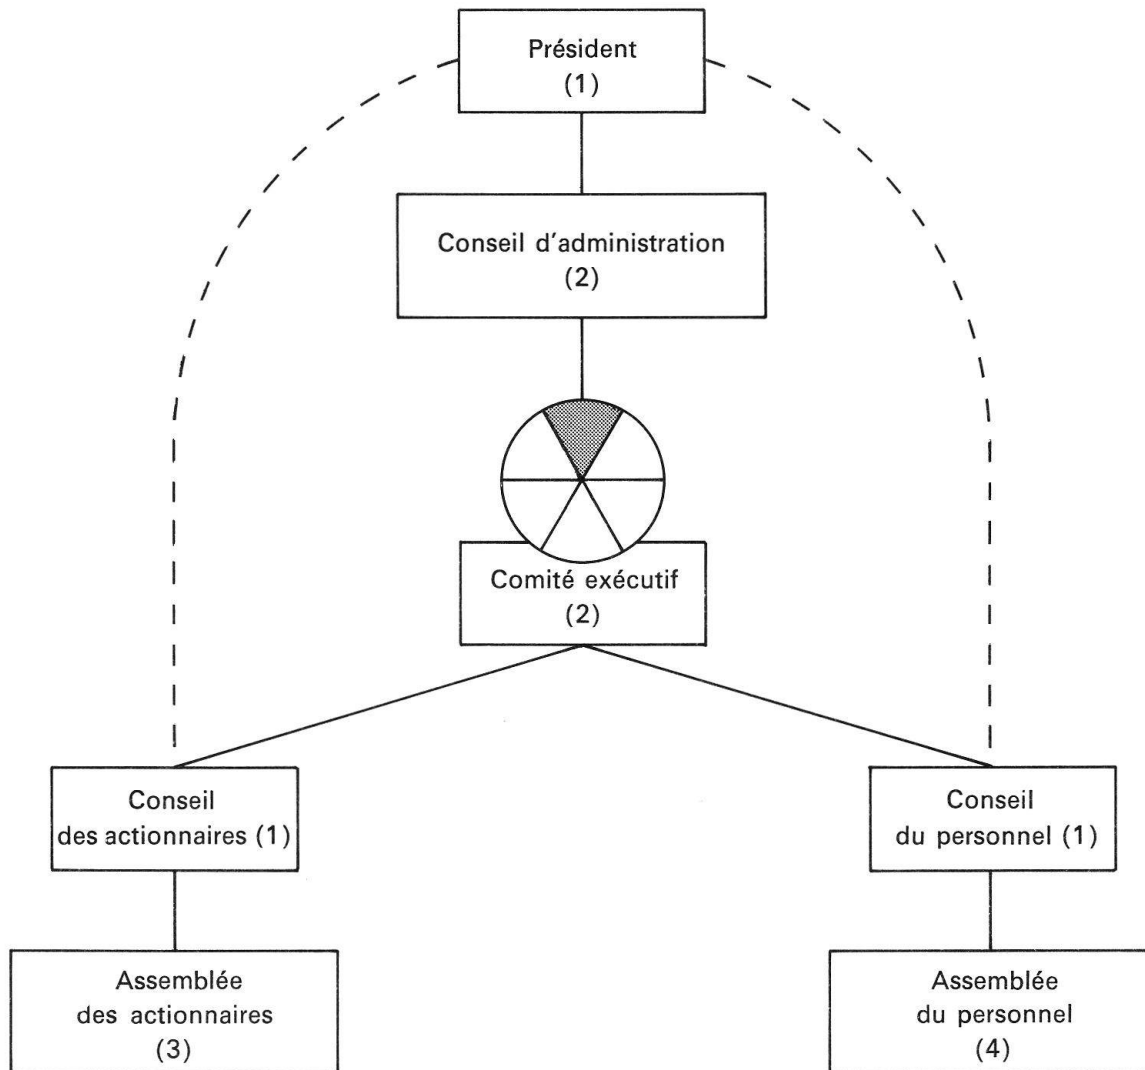 Président
(1)
Conseil d'administration
(2)
Comité exécutif
(2)
Conseil
des actionnaires (1)
Conseil
du personnel (1)
Assemblée
des actionnaires
(3)
Assemblée
du personnel
(4)